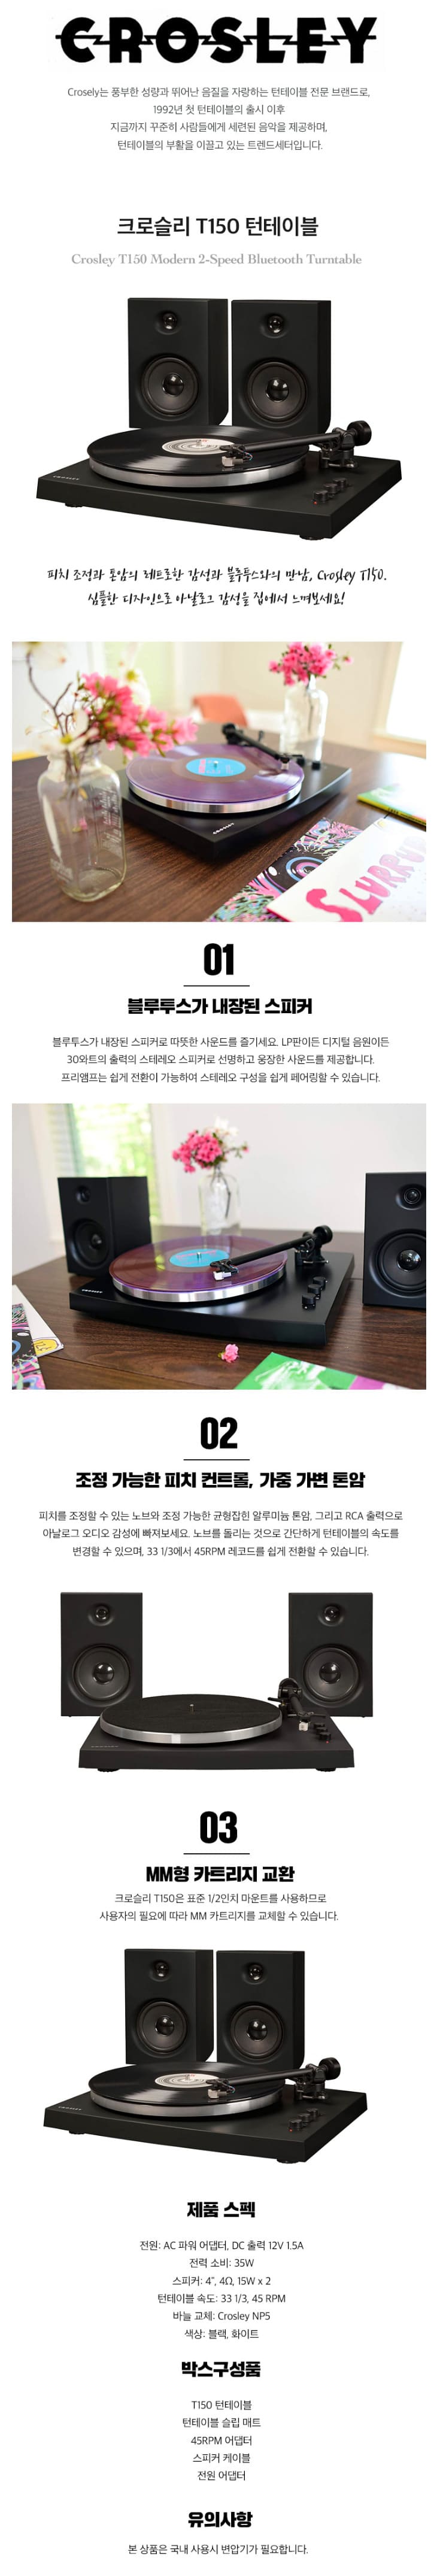 CROSLEY
Crosely는 풍부한 성량과 뛰어난 음질을 자랑하는 턴테이블 전문 브랜드로,
1992년 첫 턴테이블의 출시 이후
지금까지 꾸준히 사람들에게 세련된 음악을 제공하며,
턴테이블의 부활을 이끌고 있는 트렌드세터입니다.
크로슬리 T150 턴테이블
Crosley T150 Modern 2-Speed Bluetooth Turntable
CROSLEY
피치 조정과 톤암의 레트로한 감성과 블루투스와의 만남, Crosley T150.
심플한 디자인으로 아날로그 감성을 집에서 느껴보세요!
CROSLEY
01
블루투스가 내장된 스피커
블루투스가 내장된 스피커로 따뜻한 사운드를 즐기세요. LP판이든 디지털 음원이든
30와트의 출력의 스테레오 스피커로 선명하고 웅장한 사운드를 제공합니다.
프리앰프는 쉽게 전환이 가능하여 스테레오 구성을 쉽게 페어링할 수 있습니다.
CROSLEY
02
조정 가능한 피치 컨트롤, 가중 가변 톤암
피치를 조정할 수 있는 노브와 조정 가능한 균형잡힌 알루미늄 톤암, 그리고 RCA 출력으로
아날로그 오디오 감성에 빠져보세요. 노브를 돌리는 것으로 간단하게 턴테이블의 속도를
변경할 수 있으며, 33 1/3에서 45RPM 레코드를 쉽게 전환할 수 있습니다.
03
MM형 카트리지 교환
크로슬리 T150은 표준 1/2인치 마운트를 사용하므로
사용자의 필요에 따라 MM 카트리지를 교체할 수 있습니다.
CROSLEY
제품 스펙
전원: AC 파워 어댑터, DC 출력 12V 1.5A
전력 소비: 35W
스피커: 4", 4Ω, 15W x 2
턴테이블 속도: 33 1/3, 45 RPM
바늘 교체: Crosley NP5
색상: 블랙, 화이트
박스구성품
T150 턴테이블
턴테이블 슬립 매트
45RPM 어댑터
스피커 케이블
전원 어댑터
유의사항
본 상품은 국내 사용시 변압기가 필요합니다.